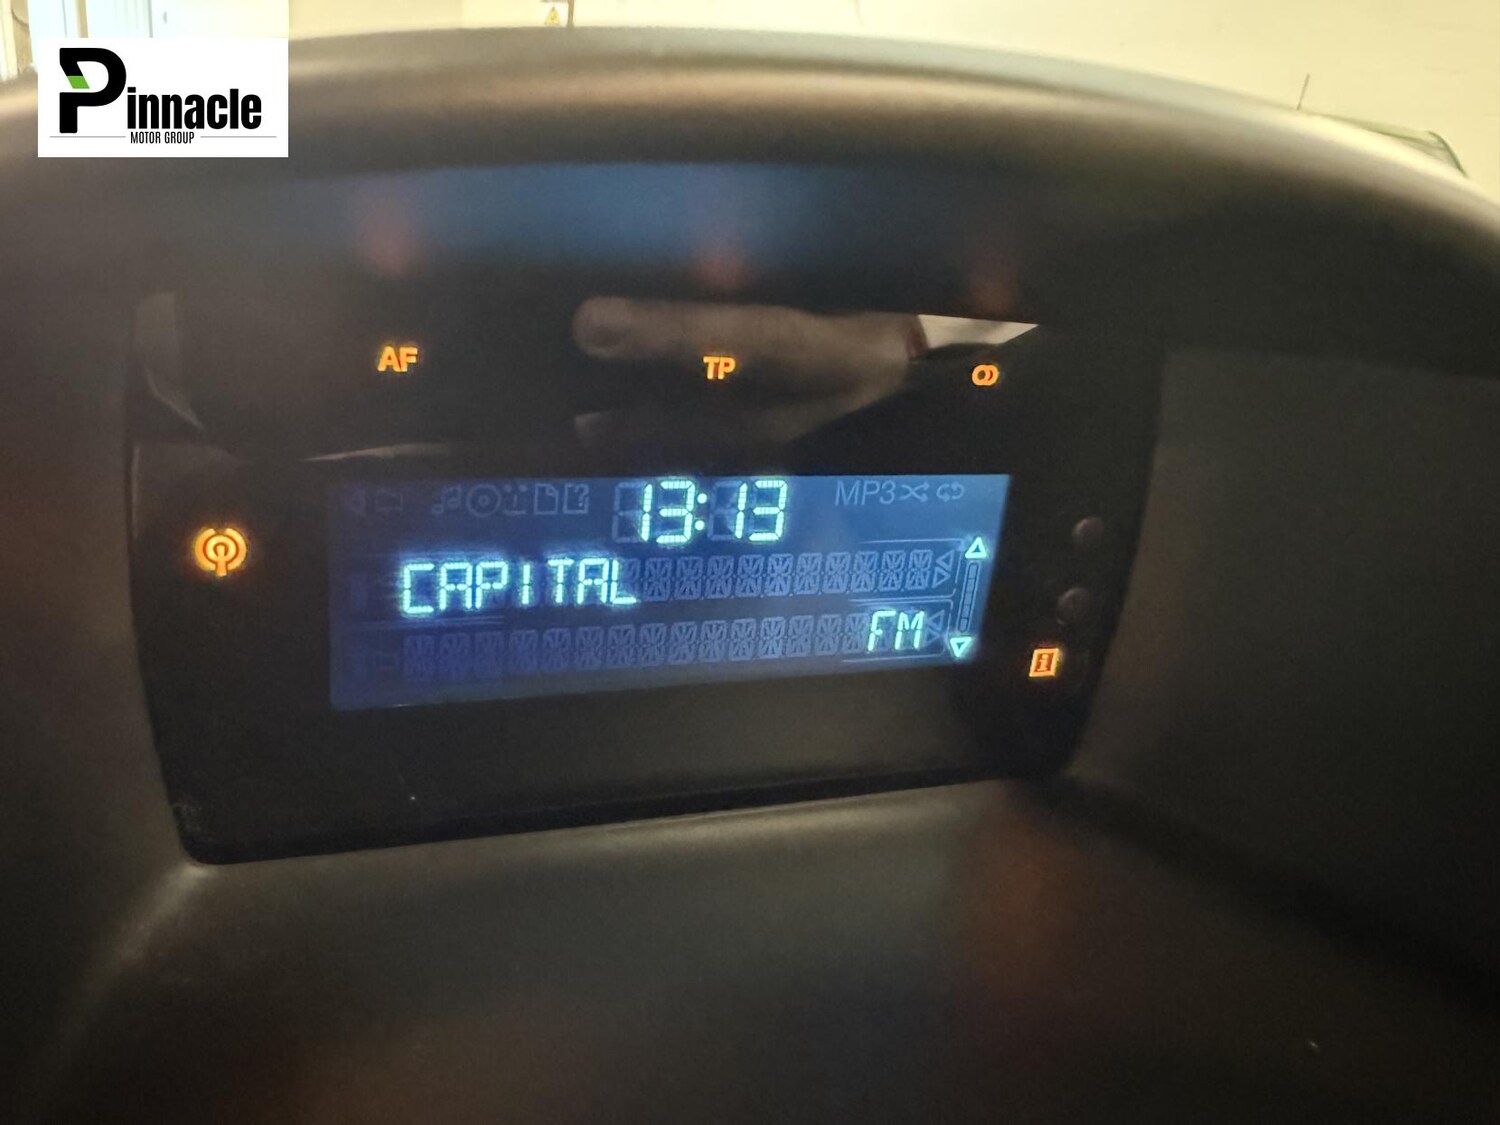 Pinnacle
MOTOR GROUP
AF
TP
MP3
13:13
CAPITAL
FM
i